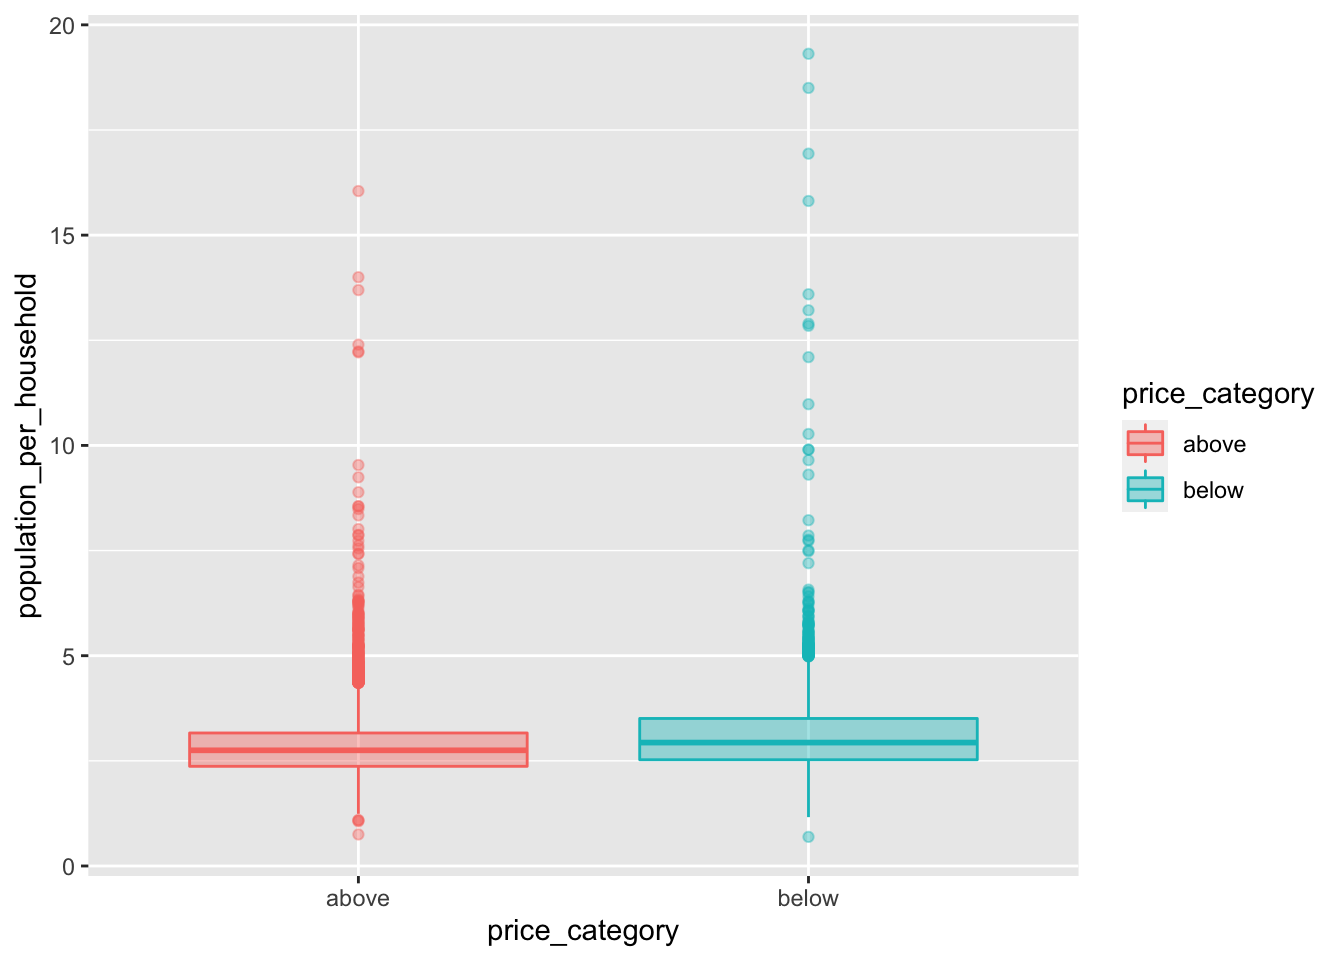 population_per_household
20
15
10
5
0
above
below
price_category
price_category
above
below